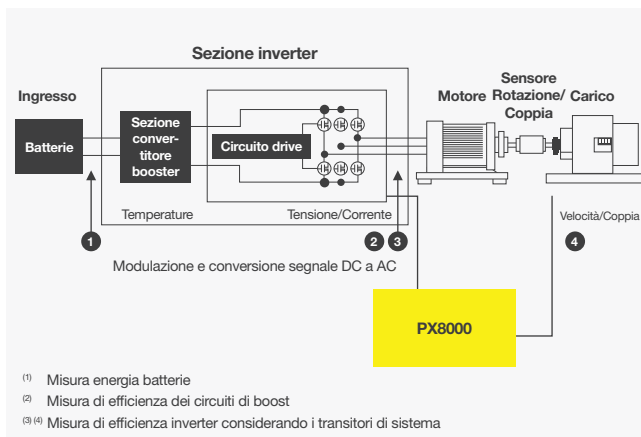 Sezione inverter
Ingresso
Batterie
Sezione
conver-
titore
booster
Circuito drive
Motore
Sensore
Rotazione/
Coppia
Carico
Temperature
Tensione/Corrente
Velocità/Coppia
1
2
3
4
Modulazione e conversione segnale DC a AC
PX8000
(1) Misura energia batterie
(2) Misura di efficienza dei circuiti di boost
(3) (4) Misura di efficienza inverter considerando i transitori di sistema